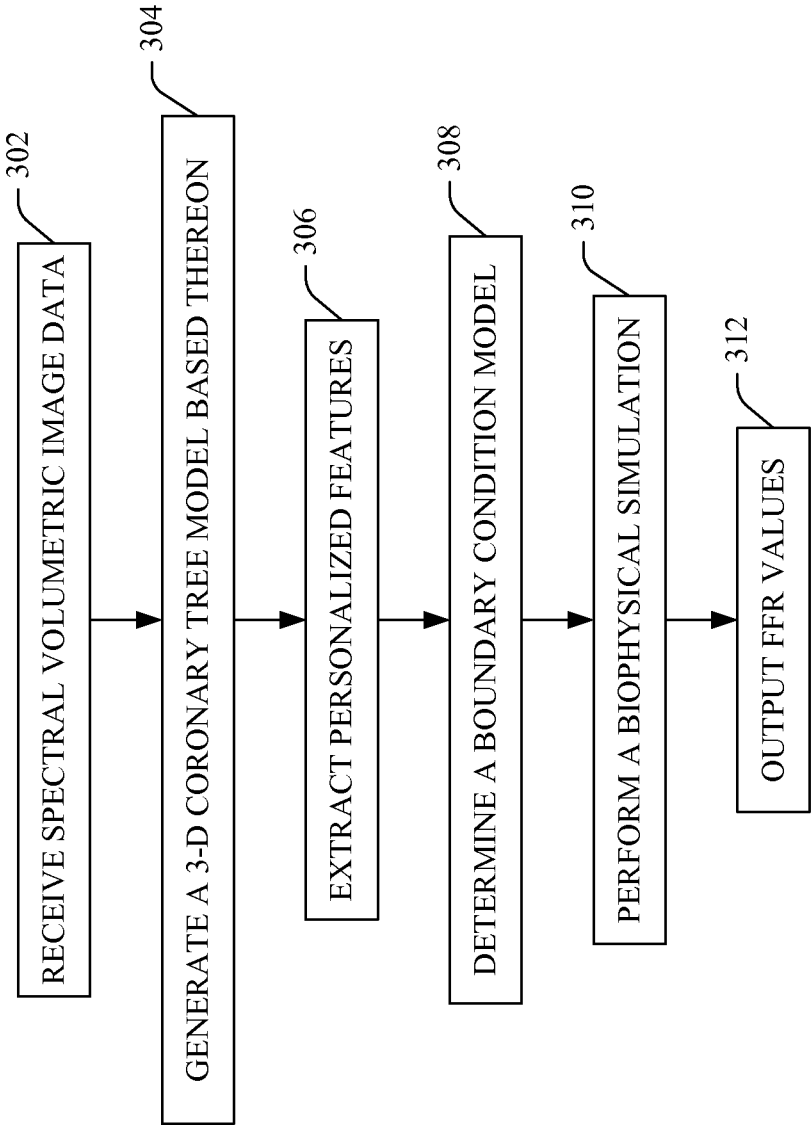 302
RECEIVE SPECTRAL VOLUMETRIC IMAGE DATA
304
GENERATE A 3-D CORONARY TREE MODEL BASED THEREON
306
EXTRACT PERSONALIZED FEATURES
308
DETERMINE A BOUNDARY CONDITION MODEL
310
PERFORM A BIOPHYSICAL SIMULATION
312
OUTPUT FFR VALUES